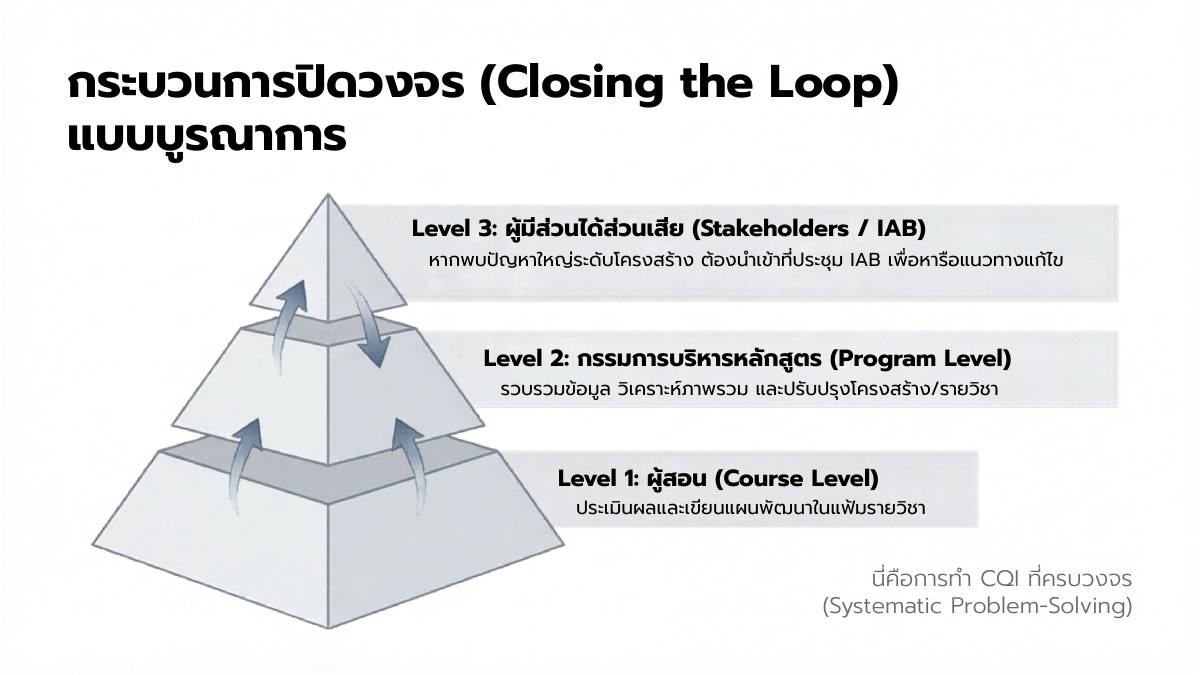 กระบวนการปิดวงจร (Closing the Loop)
แบบบูรณาการ
Level 3: ผู้มีส่วนได้ส่วนเสีย (Stakeholders / IAB)
หากพบปัญหาใหญ่ระดับโครงสร้าง ต้องนำเข้าที่ประชุม IAB เพื่อหารือแนวทางแก้ไข
Level 2: กรรมการบริหารหลักสูตร (Program Level)
รวบรวมข้อมูล วิเคราะห์ภาพรวม และปรับปรุงโครงสร้าง/รายวิชา
Level 1: ผู้สอน (Course Level)
ประเมินผลและเขียนแผนพัฒนาในแฟ้มรายวิชา
นี่คือการทำ CQI ที่ครบวงจร
(Systematic Problem-Solving)